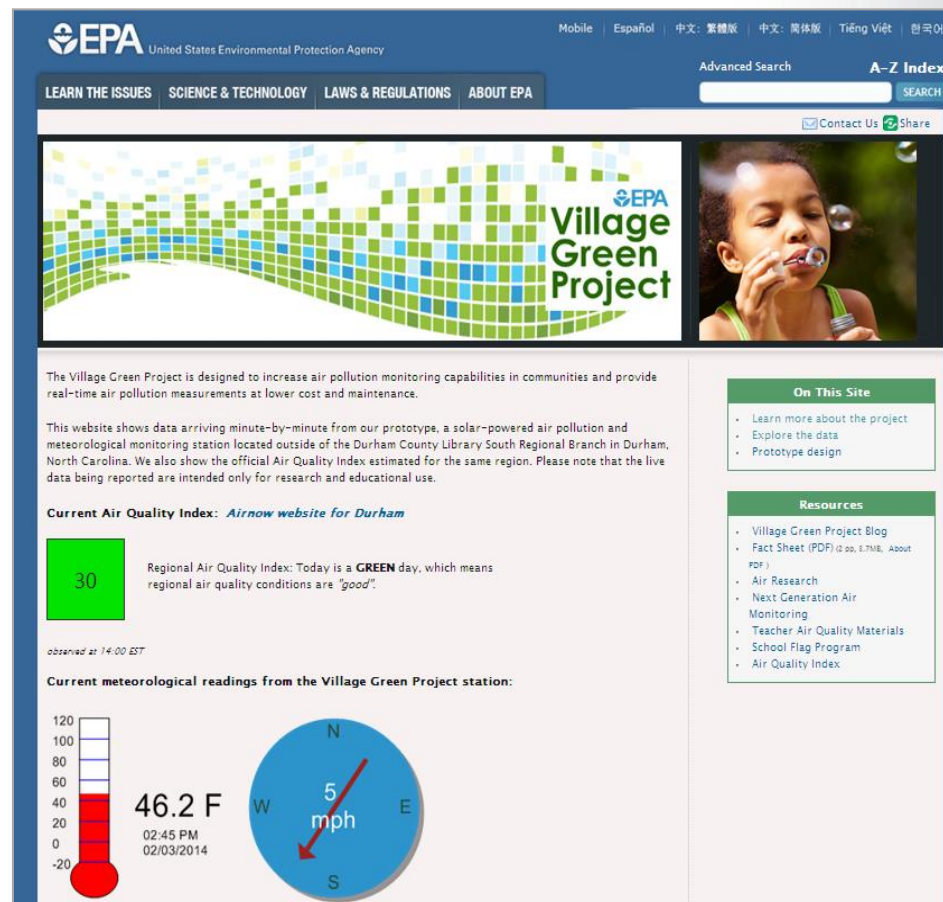 EPA United States Environmental Protection Agency
Mobile Español 中文: 繁體版 中文: 简体版 Tiếng Việt 한국어
Advanced Search A-Z Index
LEARN THE ISSUES SCIENCE & TECHNOLOGY LAWS & REGULATIONS ABOUT EPA
SEARCH
Contact Us Share
EPA
Village
Green
Project
The Village Green Project is designed to increase air pollution monitoring capabilities in communities and provide
real-time air pollution measurements at lower cost and maintenance.
This website shows data arriving minute-by-minute from our prototype, a solar-powered air pollution and
meteorological monitoring station located outside of the Durham County Library South Regional Branch in Durham,
North Carolina. We also show the official Air Quality Index estimated for the same region. Please note that the live
data being reported are intended only for research and educational use.
Current Air Quality Index: Airnow website for Durham
30
Regional Air Quality Index: Today is a GREEN day, which means
regional air quality conditions are "good".
observed at 14:00 EST
Current meteorological readings from the Village Green Project station:
120
100
80
60
40
20
0
-20
46.2 F
02:45 PM
02/03/2014
N
W
5
mph
E
S
On This Site
Learn more about the project
Explore the data
Prototype design
Resources
Village Green Project Blog
Fact Sheet (PDF) (2 pp, 8.7MB, About
PDF )
Air Research
Next Generation Air
Monitoring
Teacher Air Quality Materials
School Flag Program
Air Quality Index